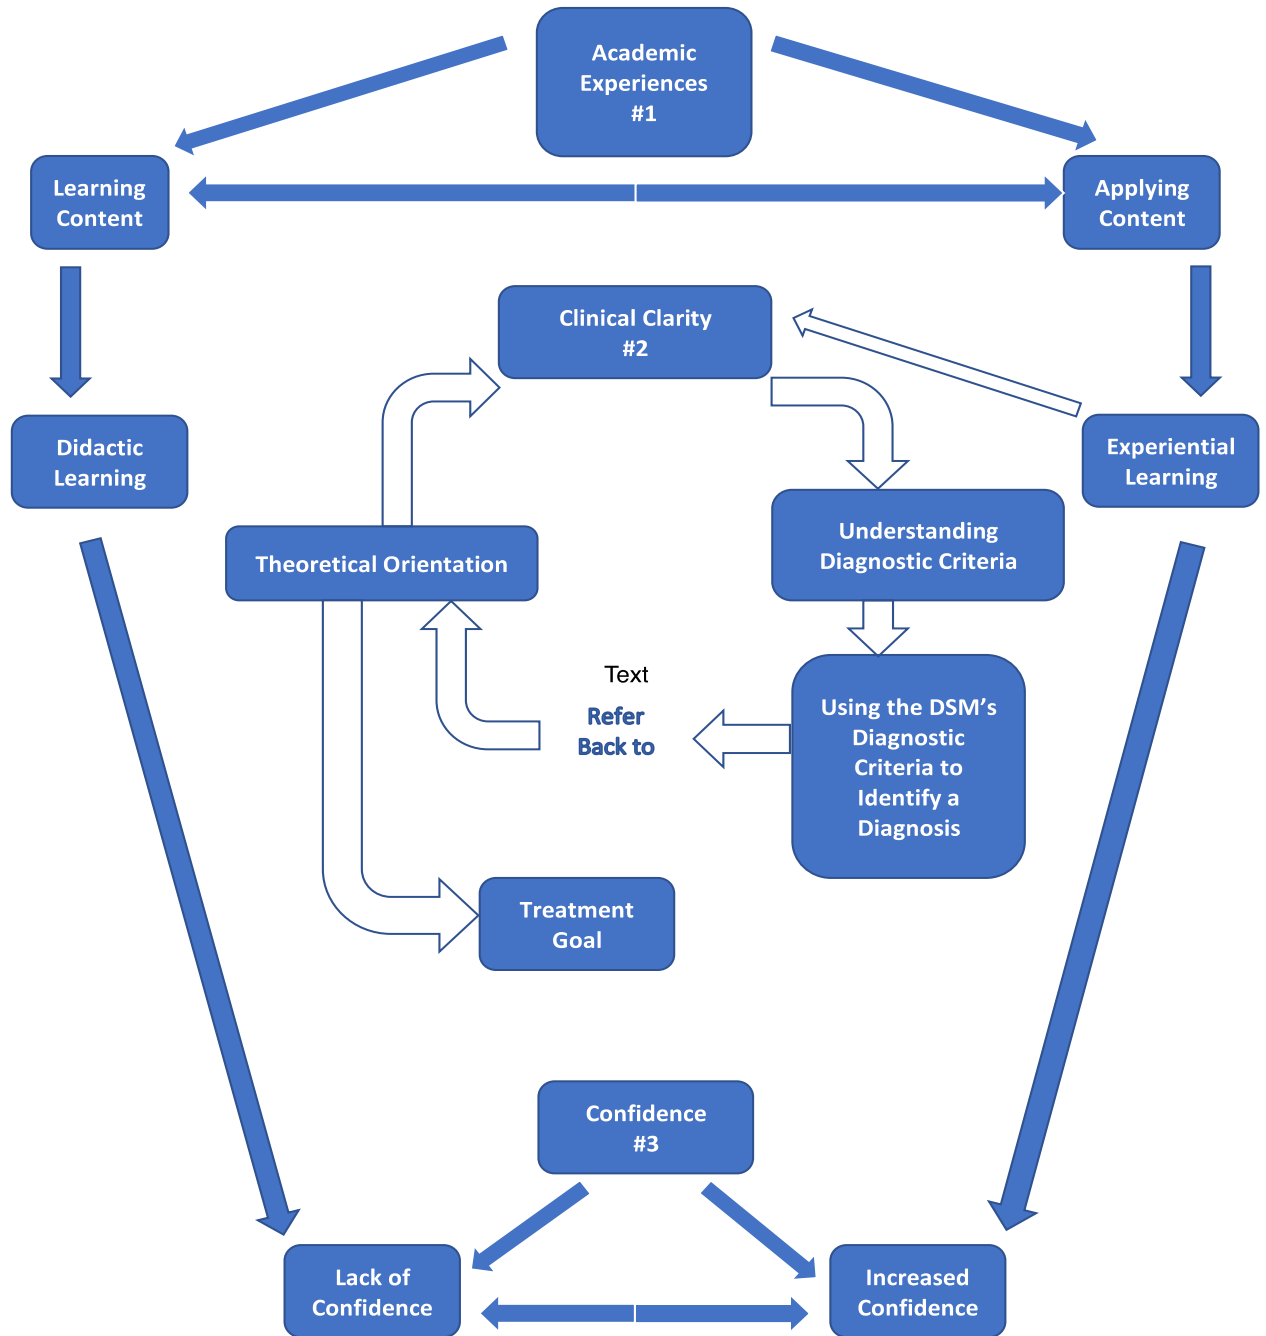 Academic
Experiences
#1
Learning
Content
Applying
Content
Clinical Clarity
#2
Didactic
Learning
Experiential
Learning
Theoretical Orientation
Understanding
Diagnostic Criteria
Text
Refer
Back to
Using the DSM’s
Diagnostic
Criteria to
Identify a
Diagnosis
Treatment
Goal
Confidence
#3
Lack of
Confidence
Increased
Confidence